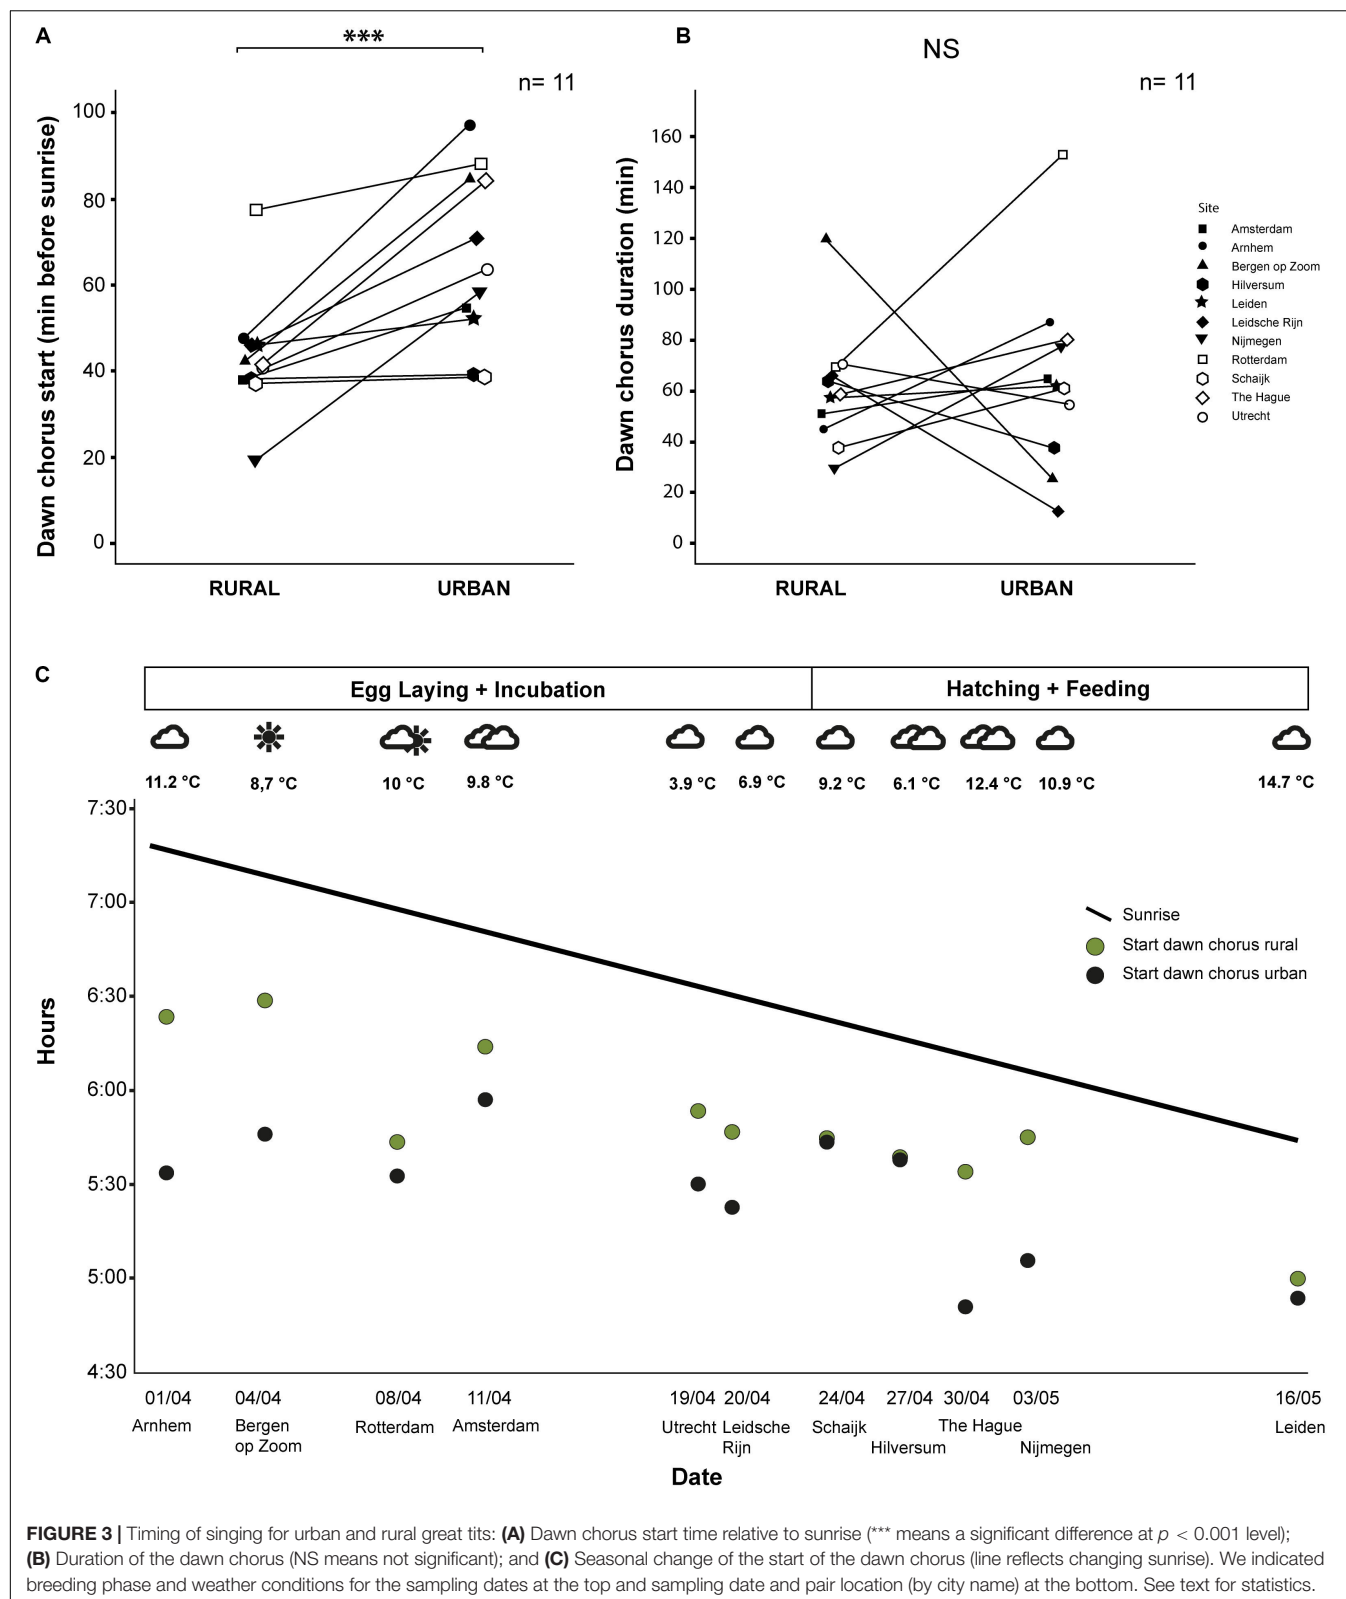 A
***
n= 11
Dawn chorus start (min before sunrise)
100
80
60
40
20
0
RURAL
URBAN
B
NS
n= 11
Dawn chorus duration (min)
160
140
120
100
80
60
40
20
0
RURAL
URBAN
Site
Amsterdam
Arnhem
Bergen op Zoom
Hilversum
Leiden
Leidsche Rijn
Nijmegen
Rotterdam
Schaijk
The Hague
Utrecht
C
Egg Laying + Incubation
Hatching + Feeding
11.2 °C
8,7 °C
10 °C
9.8 °C
3.9 °C
6.9 °C
9.2 °C
6.1 °C
12.4 °C
10.9 °C
14.7 °C
Hours
7:30
7:00
6:30
6:00
5:30
5:00
4:30
Sunrise
Start dawn chorus rural
Start dawn chorus urban
01/04
04/04
08/04
11/04
19/04
20/04
24/04
27/04
30/04
03/05
16/05
Arnhem
Bergen
op Zoom
Rotterdam
Amsterdam
Utrecht
Leidsche
Rijn
Schaijk
Hilversum
The Hague
Nijmegen
Leiden
Date
FIGURE 3 | Timing of singing for urban and rural great tits: (A) Dawn chorus start time relative to sunrise (*** means a significant difference at p < 0.001 level);
(B) Duration of the dawn chorus (NS means not significant); and (C) Seasonal change of the start of the dawn chorus (line reflects changing sunrise). We indicated
breeding phase and weather conditions for the sampling dates at the top and sampling date and pair location (by city name) at the bottom. See text for statistics.